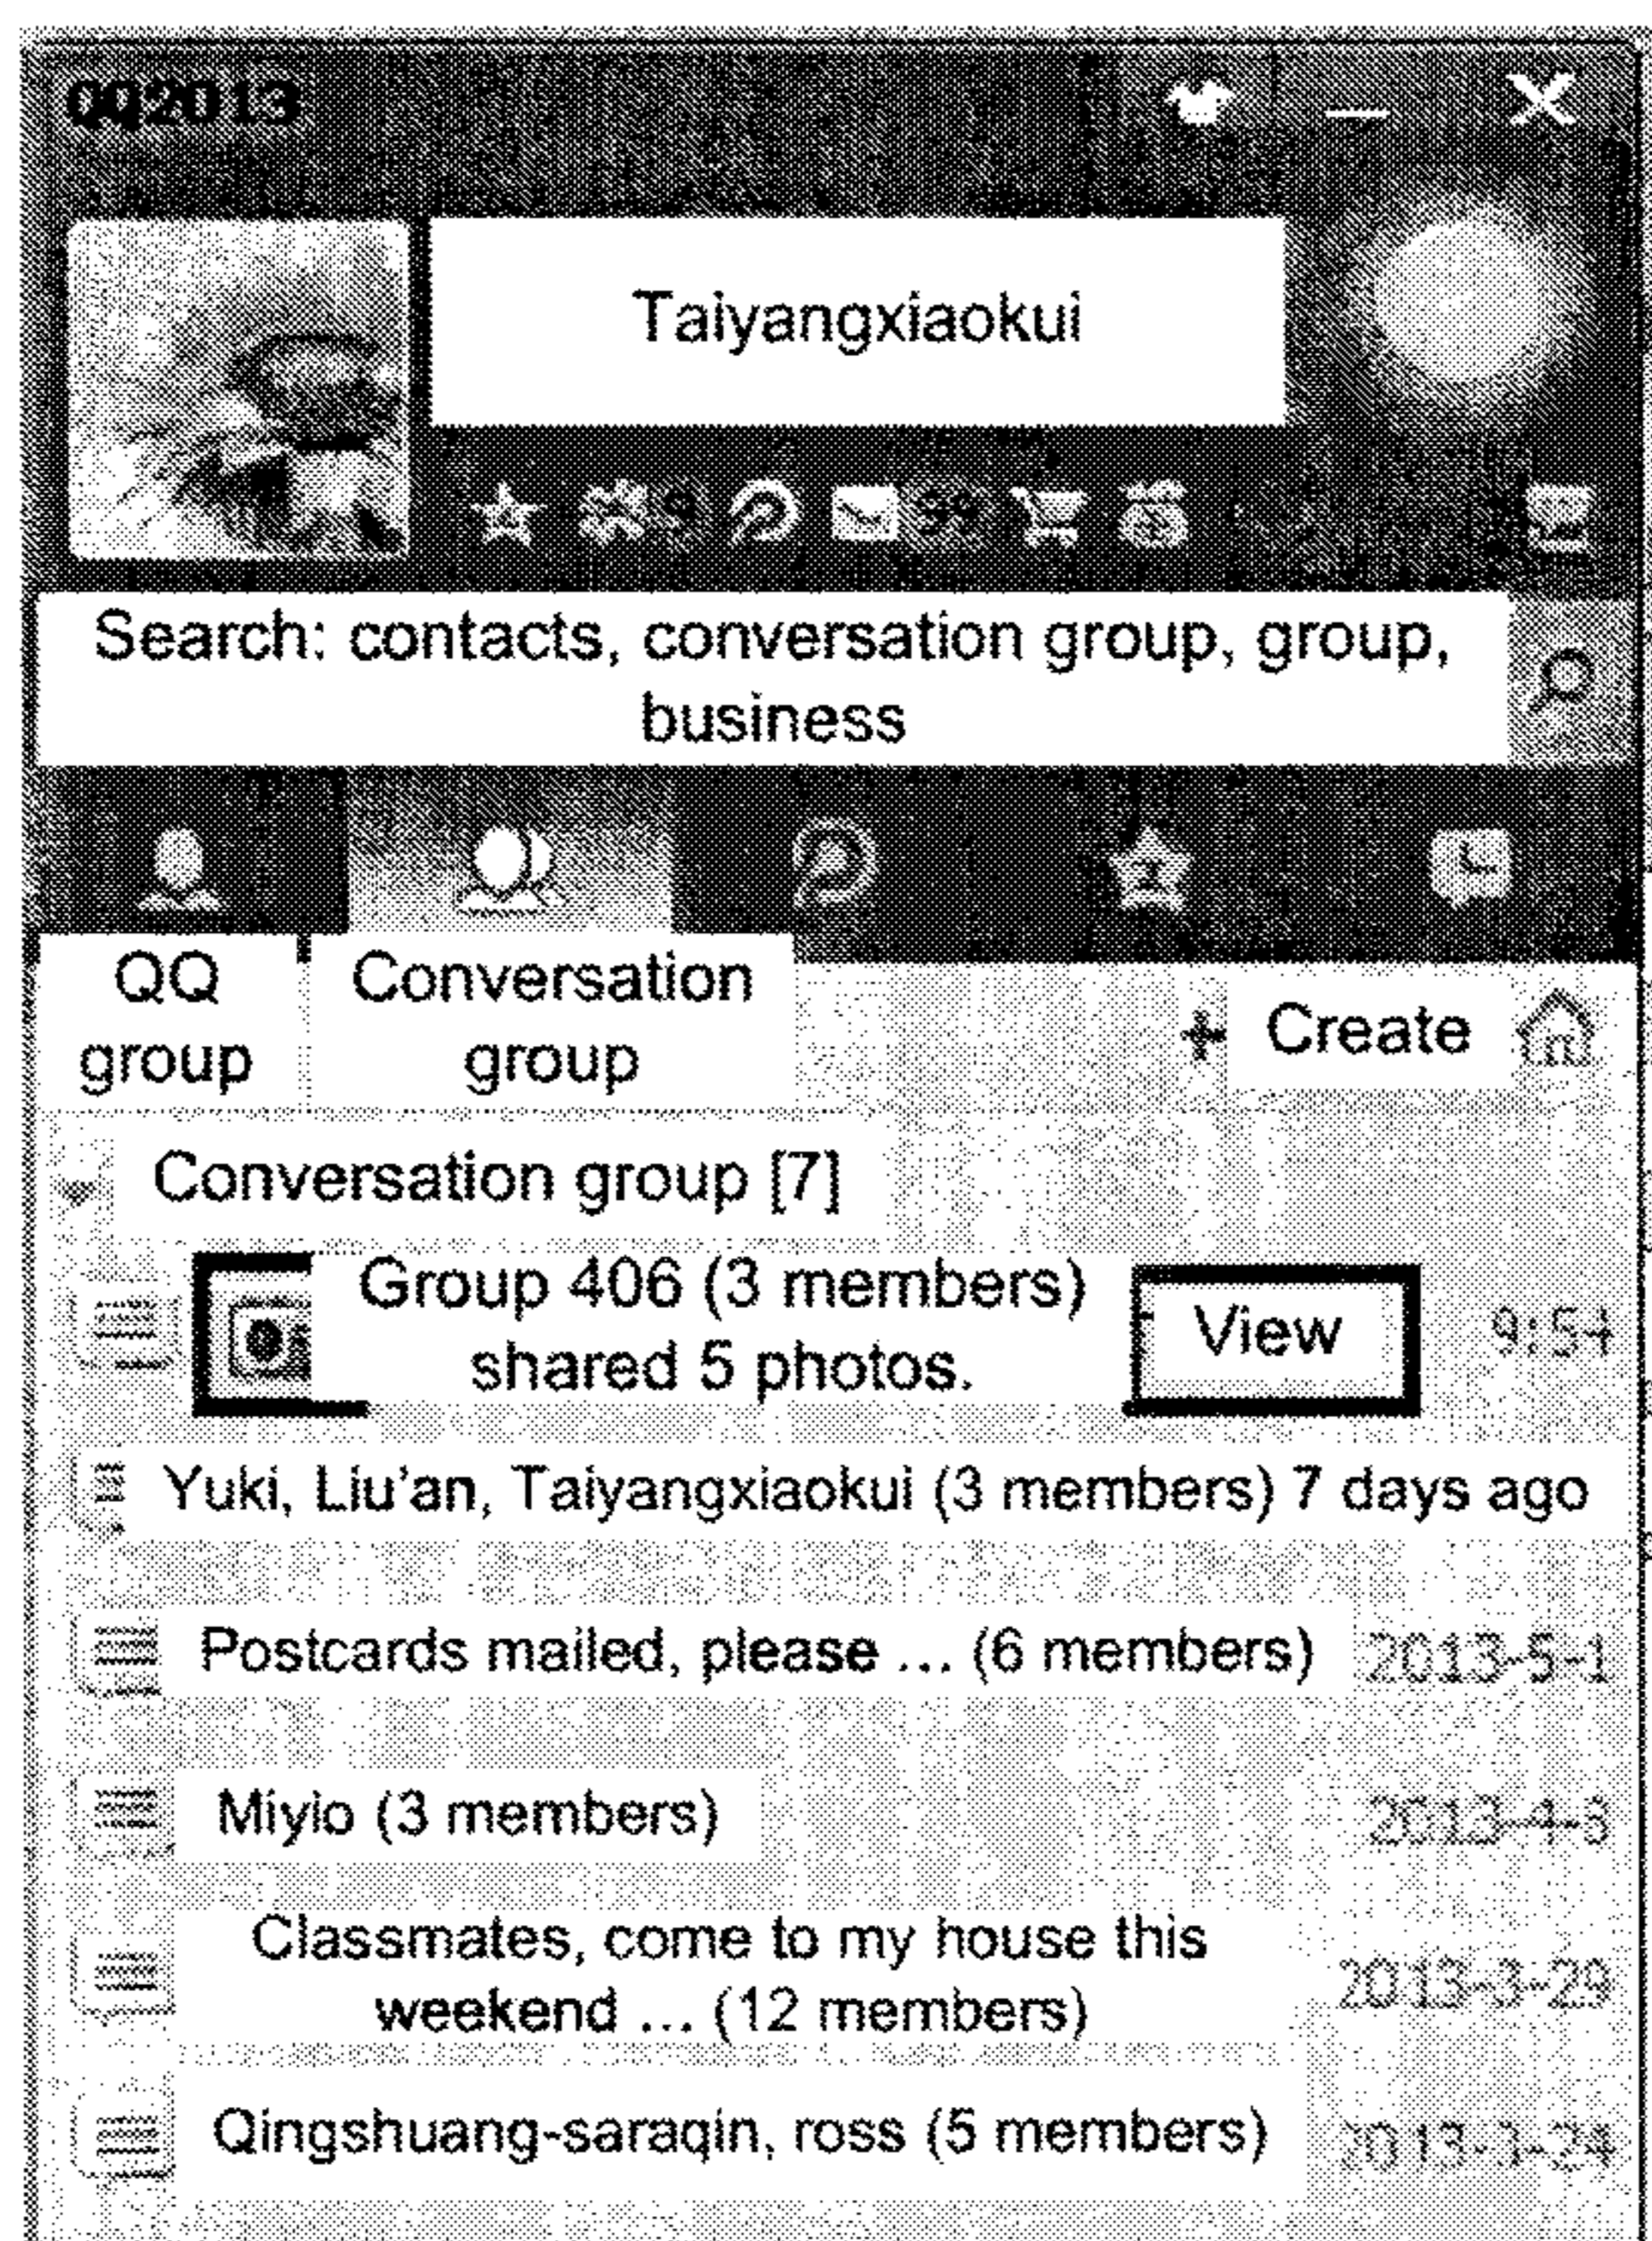 QQ2013
Taiyangxiaokui
Search: contacts, conversation group, group,
business
QQ
group
Conversation
group
+ Create
Conversation group [7]
Group 406 (3 members)
shared 5 photos.
View
9:54
Yuki, Liu'an, Taiyangxiaokui (3 members) 7 days ago
Postcards mailed, please ... (6 members)
2013-5-1
Miyio (3 members)
2013-4-3
Classmates, come to my house this
weekend ... (12 members)
2013-3-29
Qingshuang-saraqin, ross (5 members)